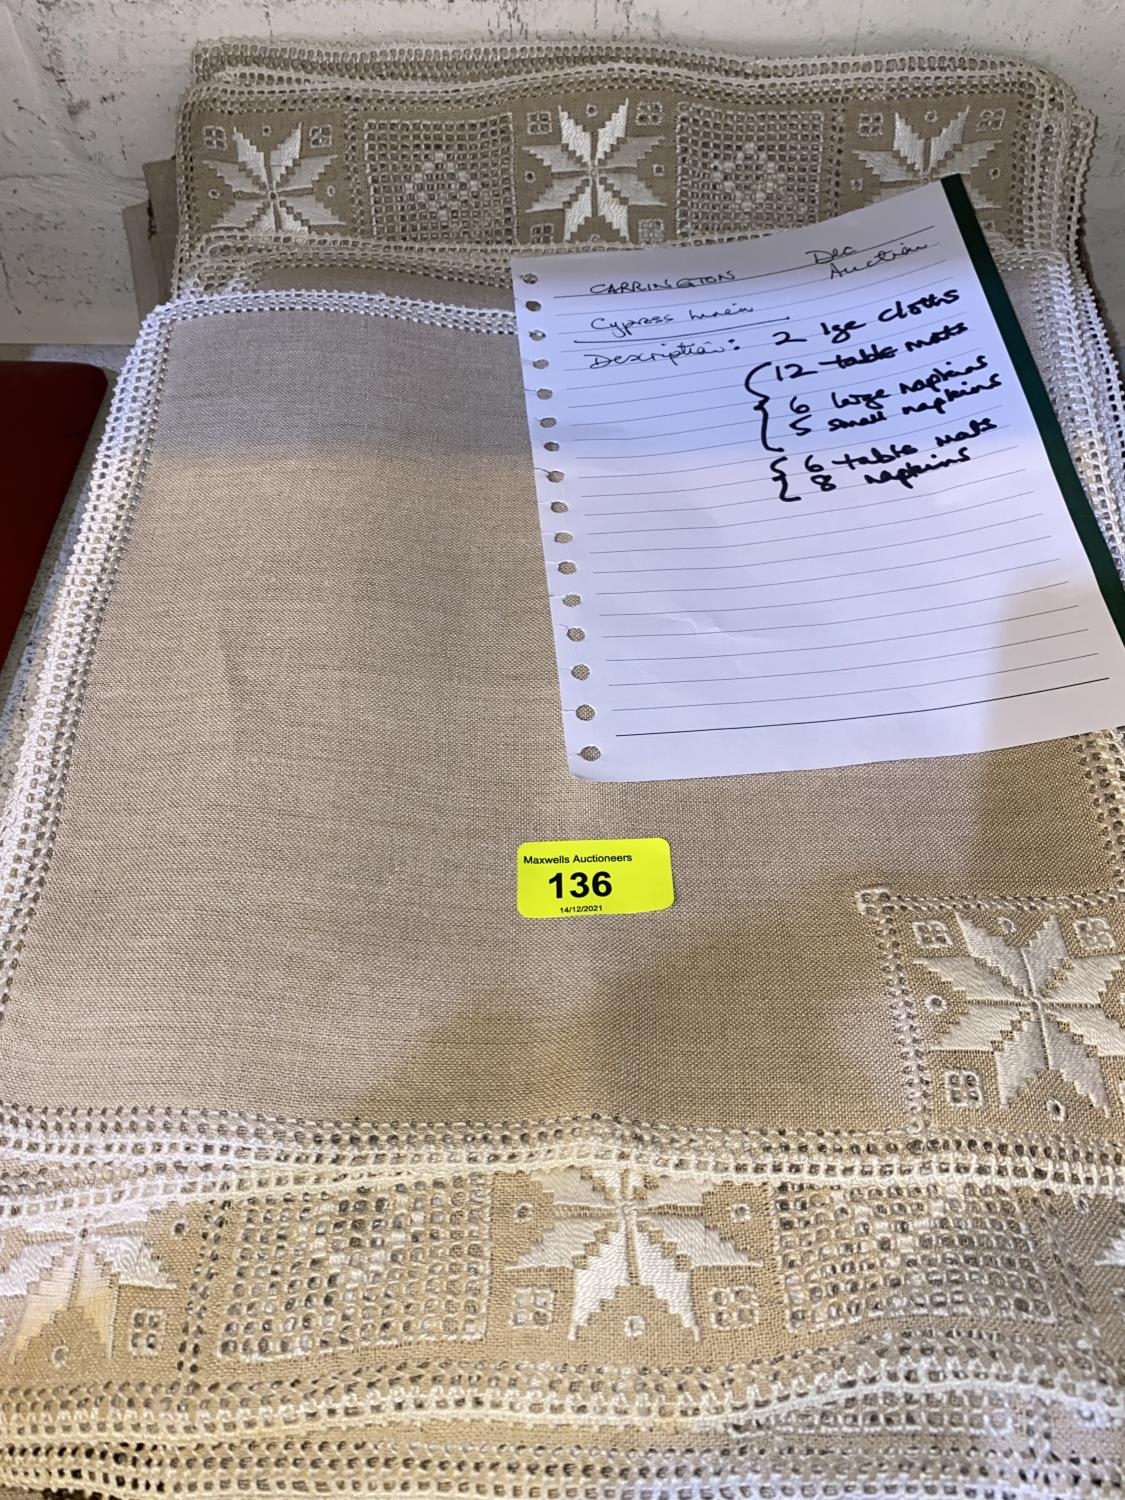 CARRINGTON Dec
Auction
Cypress linen
Description: 2 lge cloths
12 table mats
6 large napkins
5 small napkins
6 table mats
8 napkins
Maxwells Auctioneers
136
14/12/2021